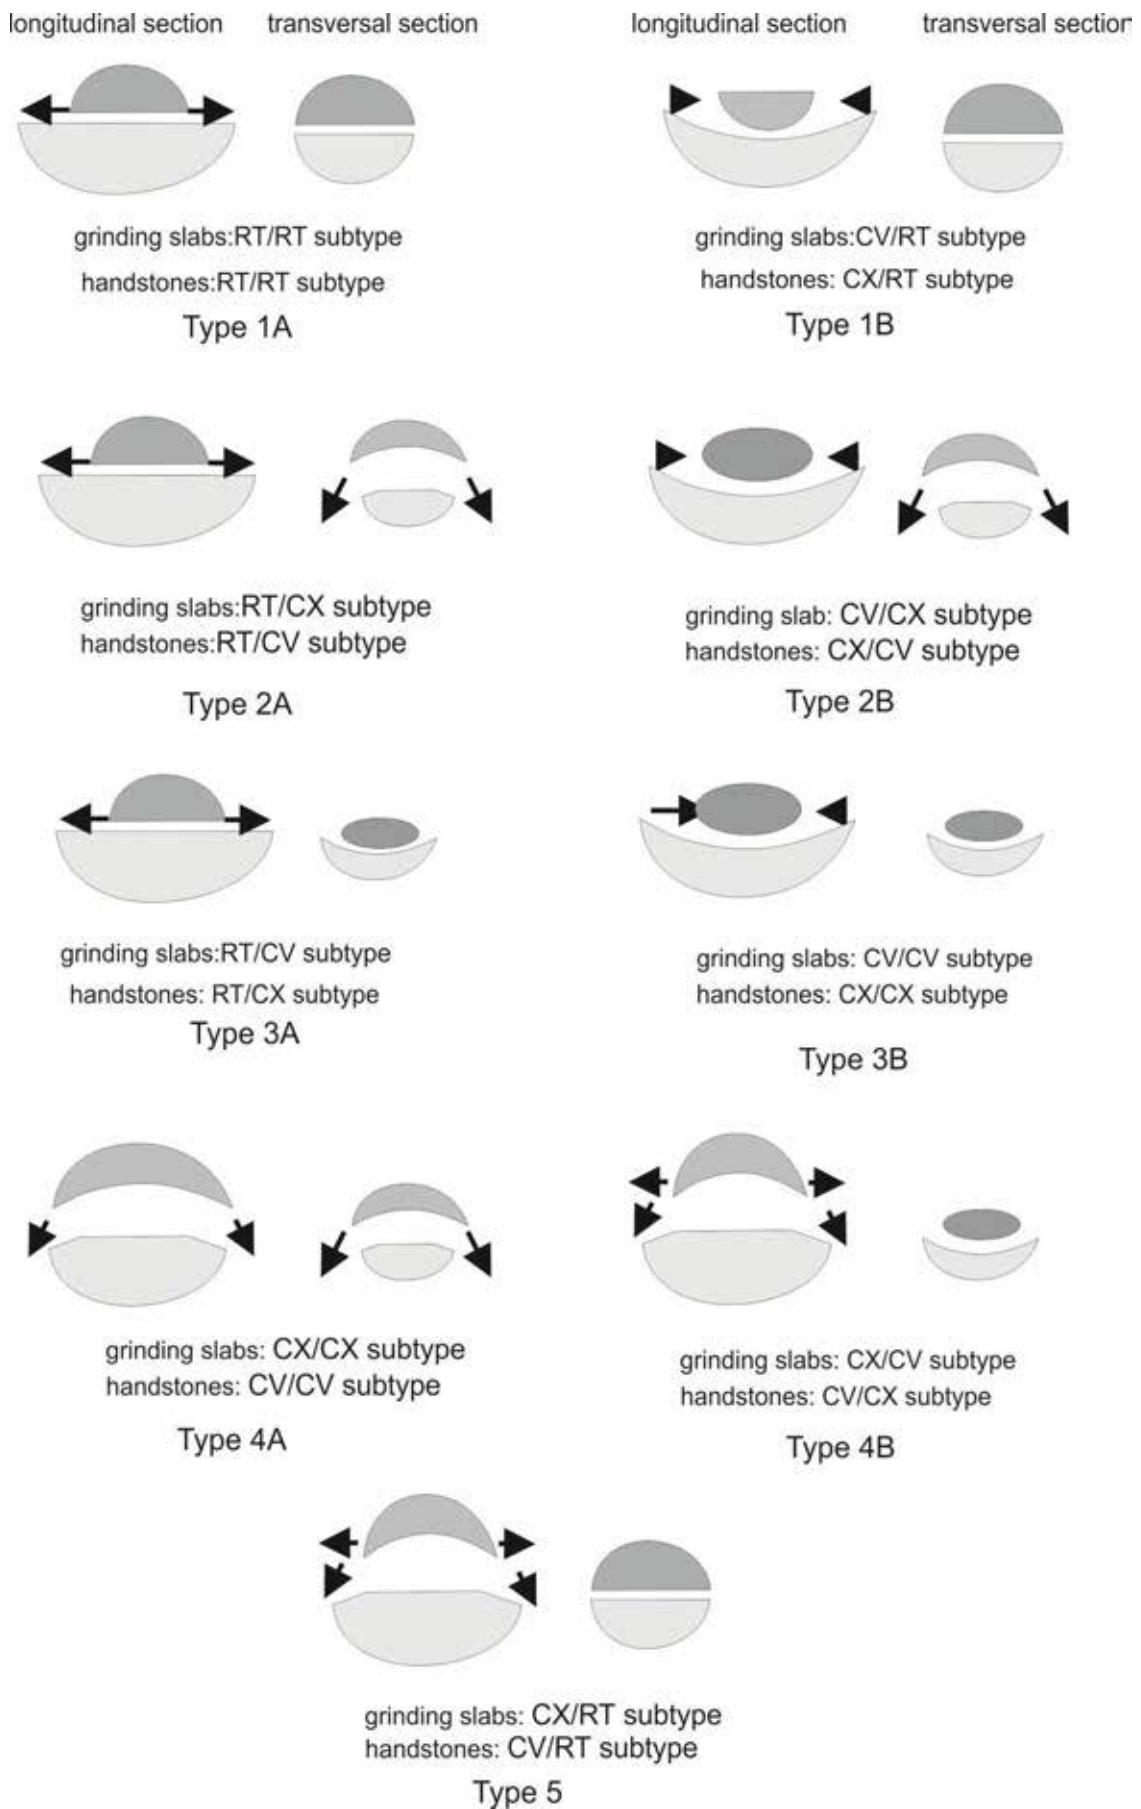 longitudinal section transversal section
longitudinal section transversal section
grinding slabs:RT/RT subtype
handstones:RT/RT subtype
Type 1A
grinding slabs:CV/RT subtype
handstones: CX/RT subtype
Type 1B
grinding slabs:RT/CX subtype
handstones:RT/CV subtype
Type 2A
grinding slab: CV/CX subtype
handstones: CX/CV subtype
Type 2B
grinding slabs:RT/CV subtype
handstones: RT/CX subtype
Type 3A
grinding slabs: CV/CV subtype
handstones: CX/CX subtype
Type 3B
grinding slabs: CX/CX subtype
handstones: CV/CV subtype
Type 4A
grinding slabs: CX/CV subtype
handstones: CV/CX subtype
Type 4B
grinding slabs: CX/RT subtype
handstones: CV/RT subtype
Type 5